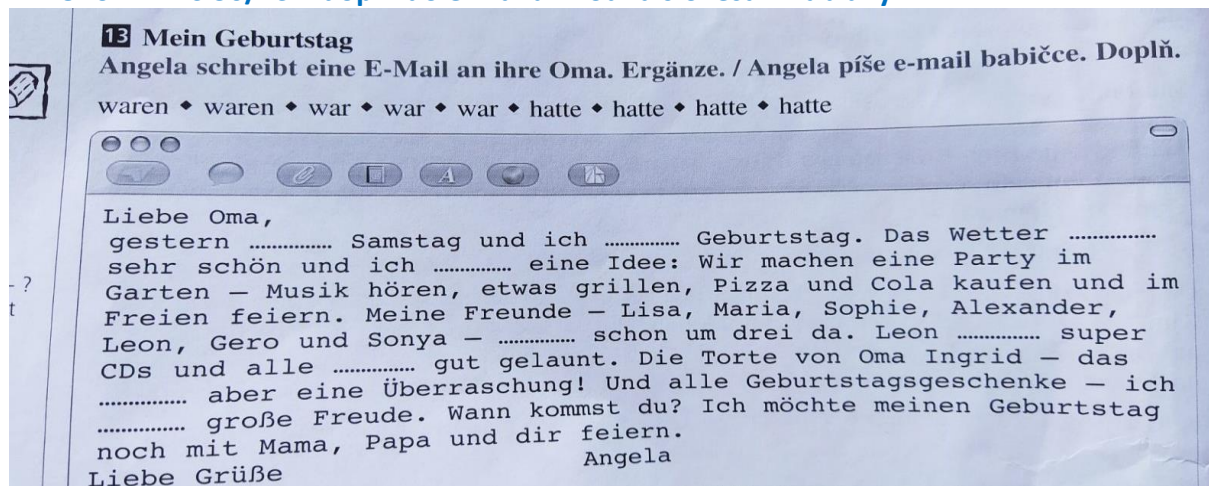 13 Mein Geburtstag
Angela schreibt eine E-Mail an ihre Oma. Ergänze. / Angela píše e-mail babičce. Doplň.
waren ◆ waren ◆ war ◆ war ◆ war ◆ hatte ◆ hatte ◆ hatte ◆ hatte
A
Liebe Oma,
gestern ............... Samstag und ich ............... Geburtstag. Das Wetter ...............
sehr schön und ich ............... eine Idee: Wir machen eine Party im
Garten – Musik hören, etwas grillen, Pizza und Cola kaufen und im
Freien feiern. Meine Freunde – Lisa, Maria, Sophie, Alexander,
Leon, Gero und Sonya – ............... schon um drei da. Leon ............... super
CDs und alle ............... gut gelaunt. Die Torte von Oma Ingrid – das
............... aber eine Überraschung! Und alle Geburtstagsgeschenke – ich
............... große Freude. Wann kommst du? Ich möchte meinen Geburtstag
noch mit Mama, Papa und dir feiern.
Liebe Grüße Angela
- ?
t